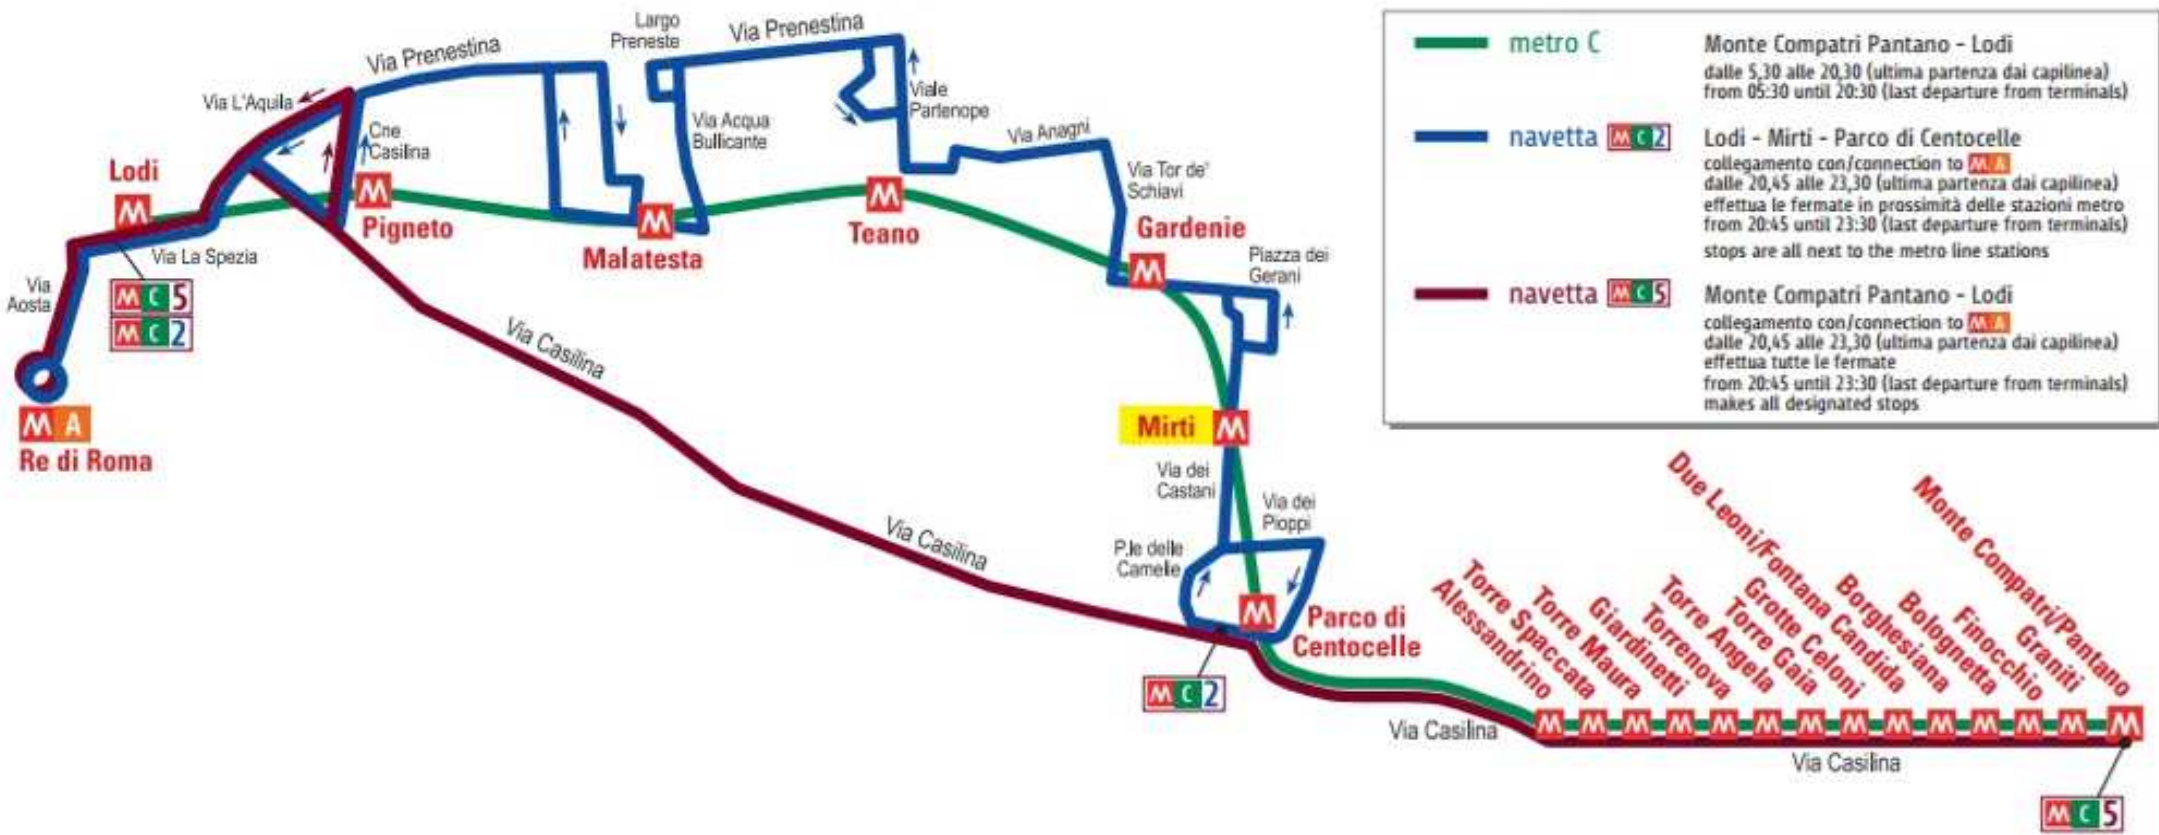 Via Prenestina
Largo
Preneste
Via Prenestina
Via L'Aquila
Cne
Casilina
Via Acqua
Bullicante
Viale
Partenope
Via Anagni
Via Tor de'
Schiavi
Lodi
M
M
Pigneto
M
Malatesta
M
Teano
Gardenie
M
Piazza dei
Gerani
Via La Spezia
Via
Aosta
M C 5
M C 2
M A
Re di Roma
Via Casilina
Via Casilina
Mirti M
Via dei
Castani
Via dei
Pioppi
P.le delle
Camelie
M
Parco di
Centocelle
M C 2
Via Casilina
Via Casilina
Alessandrino
Torre Spaccata
Torre Maura
Giardinetti
Torrenova
Torre Angela
Torre Gaia
Grotte Celoni
Due Leoni/Fontana Candida
Borghesiana
Bolognetta
Finocchio
Graniti
Monte Compatri/Pantano
M M M M M M M M M M M M M M
M C 5
metro C
Monte Compatri Pantano - Lodi
dalle 5,30 alle 20,30 (ultima partenza dai capilinea)
from 05:30 until 20:30 (last departure from terminals)
navetta M C 2
Lodi - Mirti - Parco di Centocelle
collegamento con/connection to M A
dalle 20,45 alle 23,30 (ultima partenza dai capilinea)
effettua le fermate in prossimità delle stazioni metro
from 20:45 until 23:30 (last departure from terminals)
stops are all next to the metro line stations
navetta M C 5
Monte Compatri Pantano - Lodi
collegamento con/connection to M A
dalle 20,45 alle 23,30 (ultima partenza dai capilinea)
effettua tutte le fermate
from 20:45 until 23:30 (last departure from terminals)
makes all designated stops